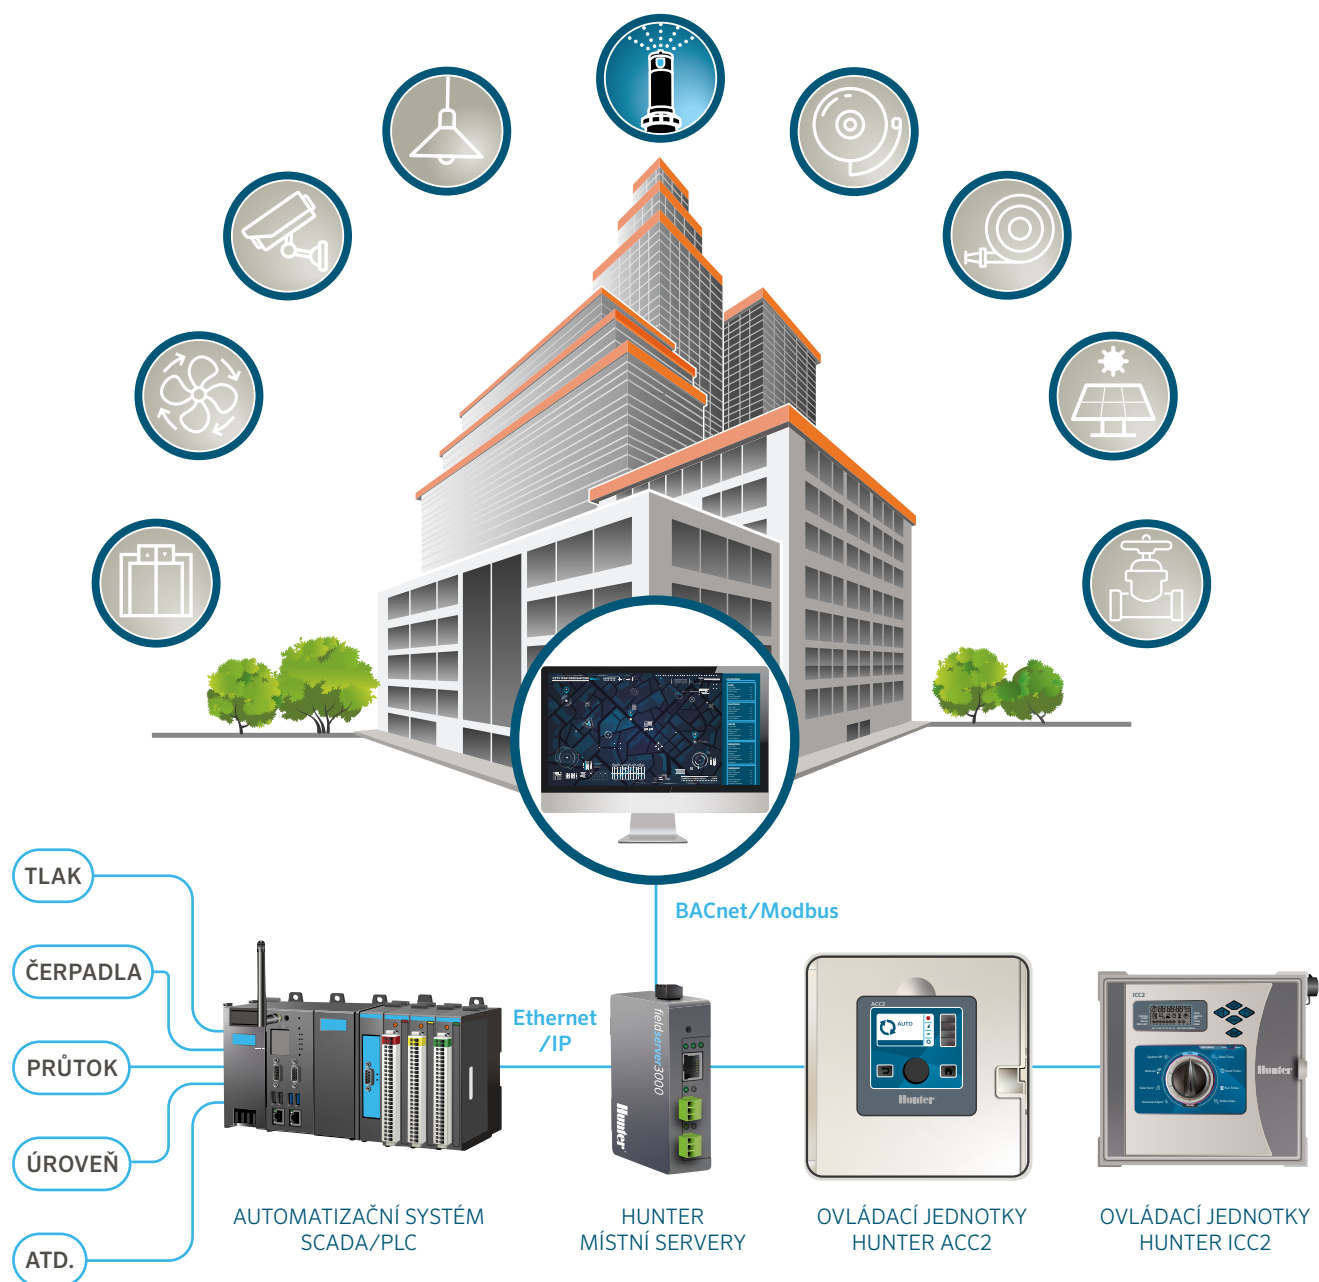 TLAK
BACnet/Modbus
ČERPADLA
Ethernet
/IP
PRŮTOK
ÚROVEŇ
ATD.
fieldserver3000
Hunter
ACC2
AUTO
Hunter
ICC2
Hunter
AUTOMATIZAČNÍ SYSTÉM
SCADA/PLC
HUNTER
MÍSTNÍ SERVERY
OVLÁDACÍ JEDNOTKY
HUNTER ACC2
OVLÁDACÍ JEDNOTKY
HUNTER ICC2